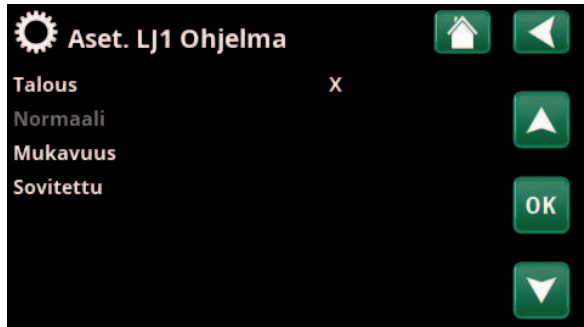 Aset. LJ1 Ohjelma
Talous X
Normaali
Mukavuus
Sovitettu
OK